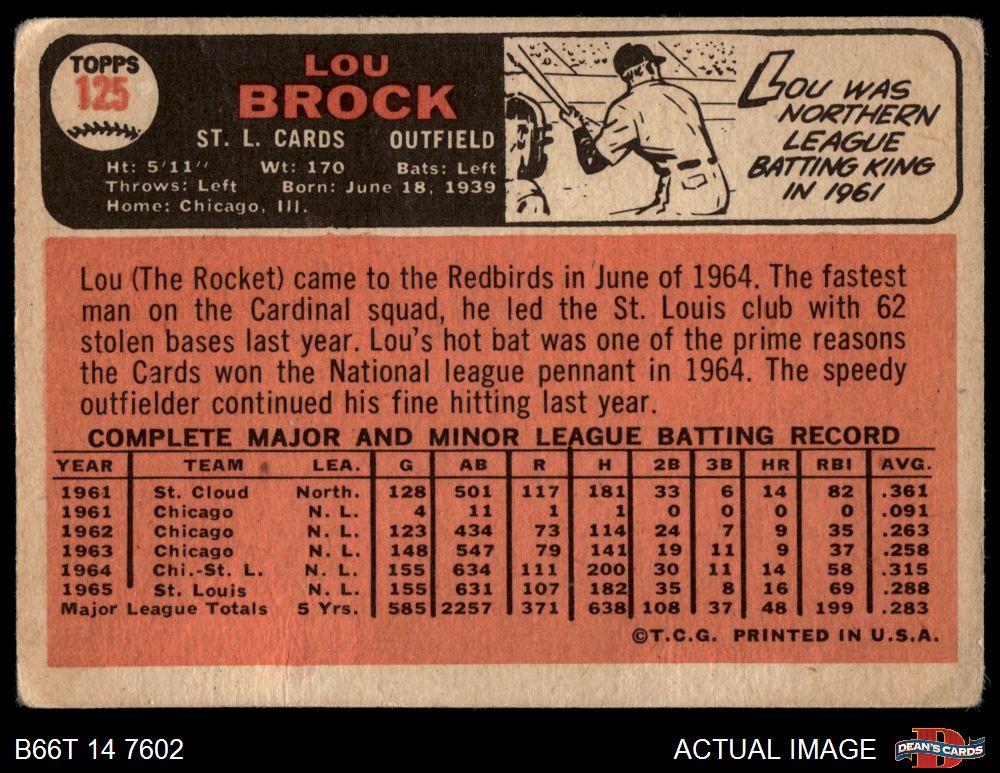 TOPPS
125
LOU
BROCK
ST. L. CARDS OUTFIELD
Ht: 5'11" Wt: 170 Bats: Left
Throws: Left Born: June 18, 1939
Home: Chicago, Ill.
LOU WAS
NORTHERN
LEAGUE
BATTING KING
IN 1961
Lou (The Rocket) came to the Redbirds in June of 1964. The fastest
man on the Cardinal squad, he led the St. Louis club with 62
stolen bases last year. Lou's hot bat was one of the prime reasons
the Cards won the National league pennant in 1964. The speedy
outfielder continued his fine hitting last year.
COMPLETE MAJOR AND MINOR LEAGUE BATTING RECORD
YEAR TEAM LEA. G AB R H 2B 3B HR RBI AVG.
1961 St. Cloud North. 128 501 117 181 33 6 14 82 .361
1961 Chicago N. L. 4 11 1 1 0 0 0 0 .091
1962 Chicago N. L. 123 434 73 114 24 7 9 35 .263
1963 Chicago N. L. 148 547 79 141 19 11 9 37 .258
1964 Chi.-St. L. N. L. 155 634 111 200 30 11 14 58 .315
1965 St. Louis N. L. 155 631 107 182 35 8 16 69 .288
Major League Totals 5 Yrs. 585 2257 371 638 108 37 48 199 .283
©T.C.G. PRINTED IN U.S.A.
B66T 14 7602
ACTUAL IMAGE
D
DEAN'S CARDS